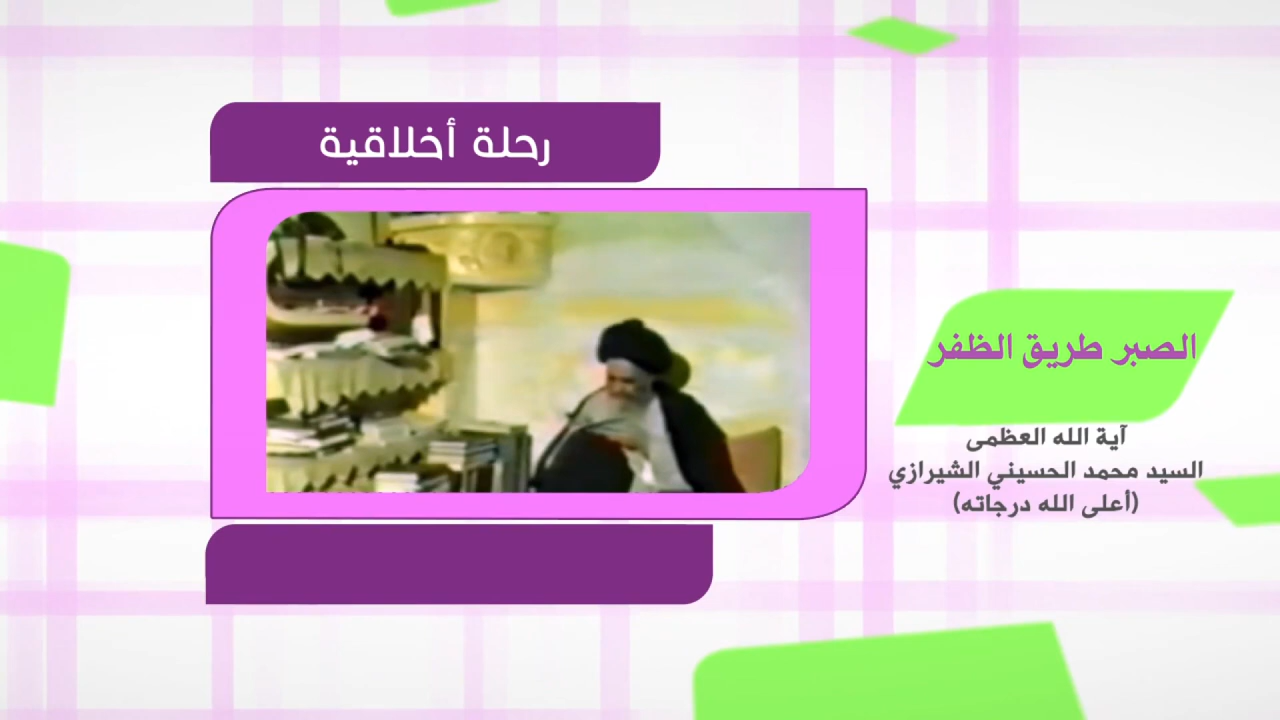 رحلة أخلاقية
الصبر طريق الظفر
آية الله العظمى
السيد محمد الحسيني الشيرازي
(أعلى الله درجاته)